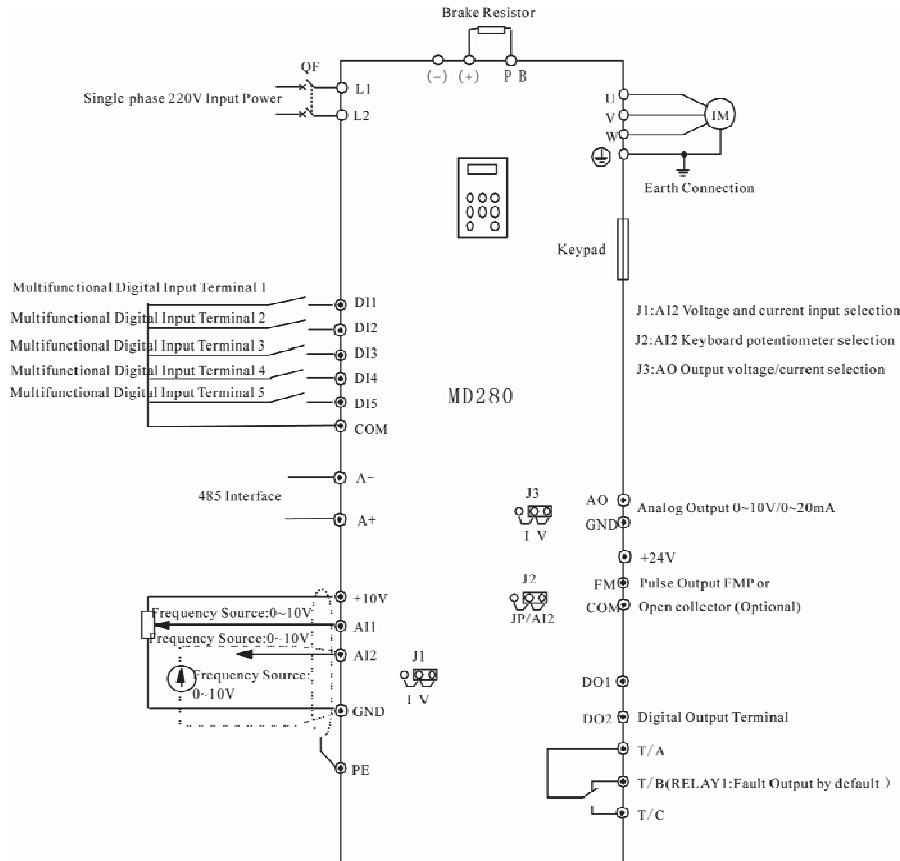 Brake Resistor
QF
(-) (+) P B
L1
Single phase 220V Input Power
L2
U
V
IM
W
Earth Connection
Keypad
Multifunctional Digital Input Terminal 1
DI1
J1:AI2 Voltage and current input selection
Multifunctional Digital Input Terminal 2
DI2
J2:AI2 Keyboard potentiometer selection
Multifunctional Digital Input Terminal 3
DI3
J3:AO Output voltage/current selection
Multifunctional Digital Input Terminal 4
DI4
Multifunctional Digital Input Terminal 5
DI5
MD280
COM
A-
485 Interface
A+
J3
I V
AO
Analog Output 0~10V/0~20mA
GND
+24V
J2
JP/AI2
FM
Pulse Output FMP or
COM
Open collector (Optional)
+10V
Frequency Source:0~10V
AI1
Frequency Source:0~10V
AI2
J1
I V
Frequency Source:
0~10V
GND
PE
DO1
DO2 Digital Output Terminal
T/A
T/B(RELAY1:Fault Output by default )
T/C